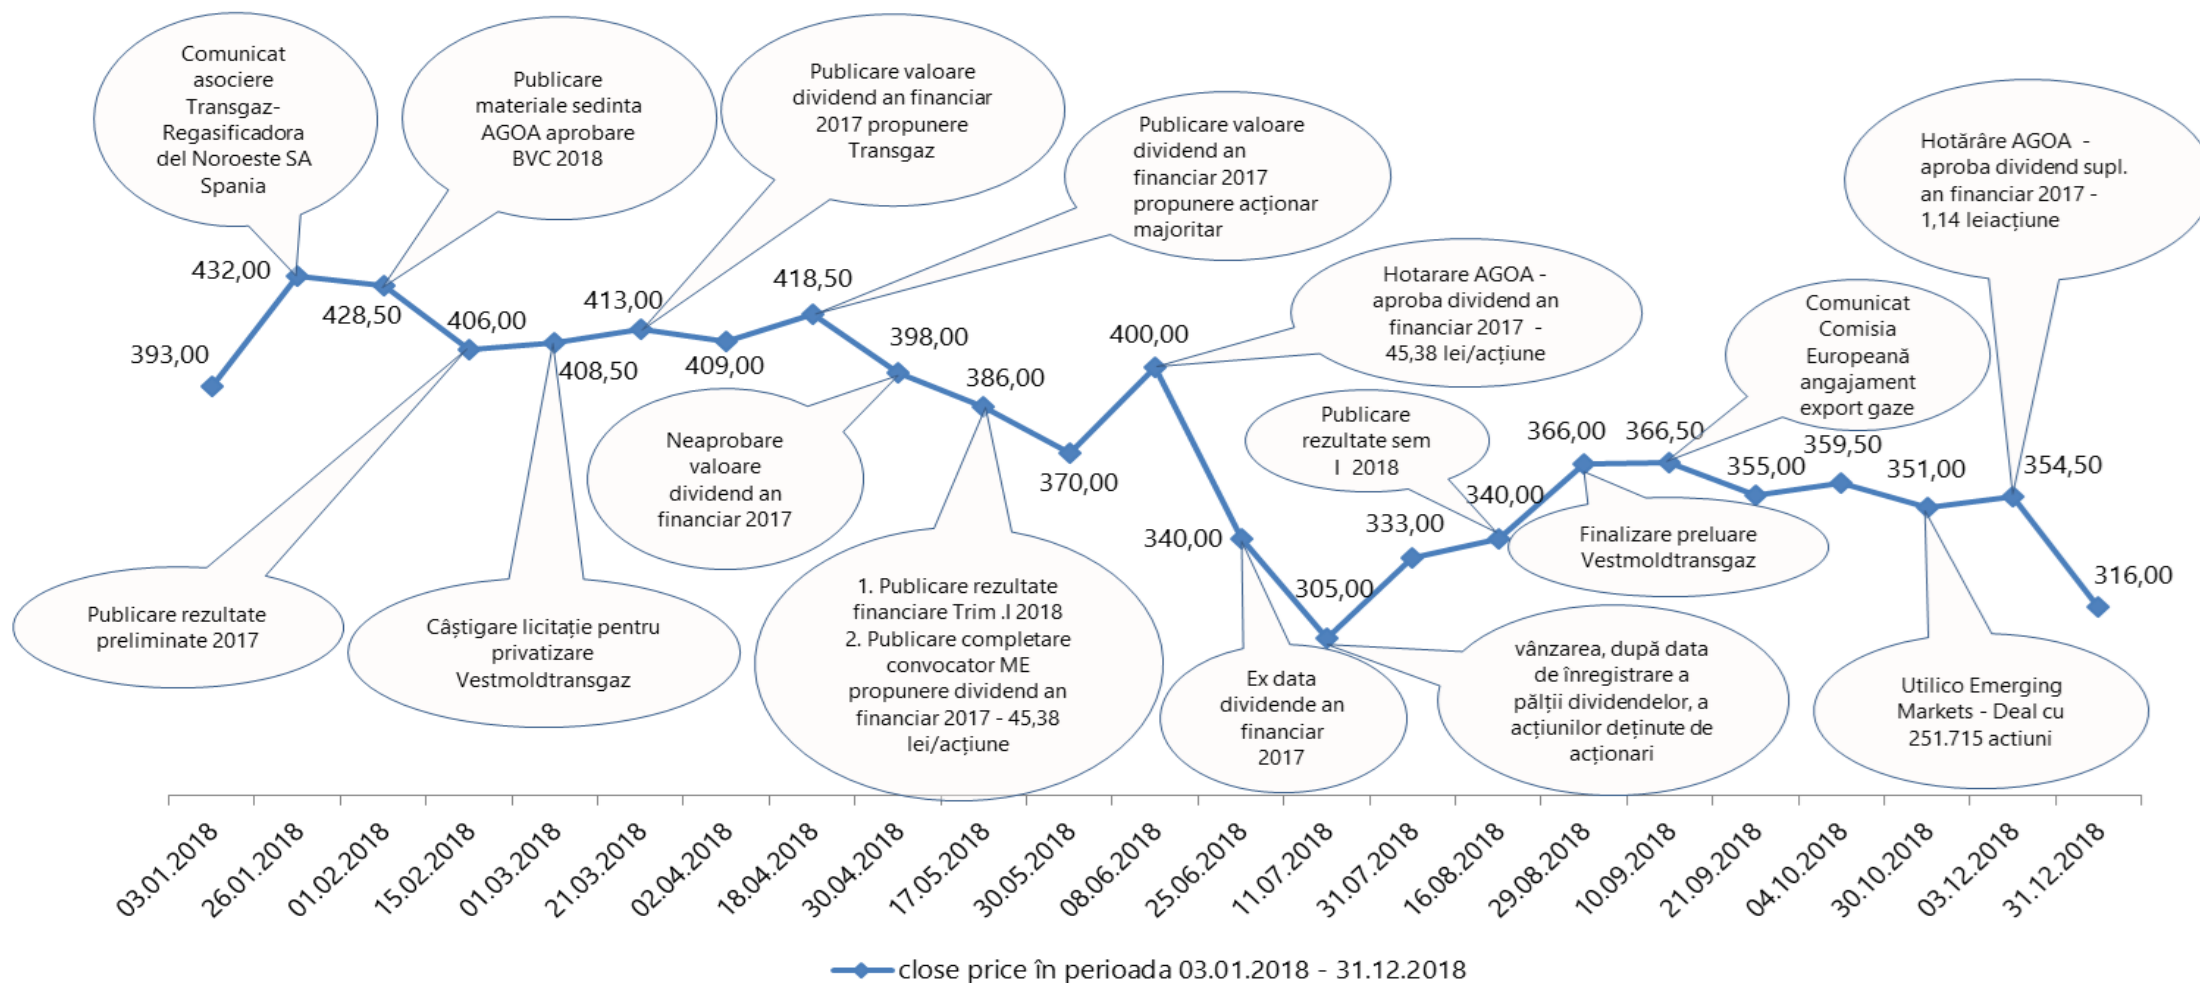 Comunicat
asociere
Transgaz-
Regasificadora
del Noroeste SA
Spania
Publicare
materiale sedinta
AGOA aprobare
BVC 2018
Publicare valoare
dividend an financiar
2017 propunere
Transgaz
Publicare valoare
dividend an
financiar 2017
propunere acționar
majoritar
Hotărâre AGOA -
aproba dividend supl.
an financiar 2017 -
1,14 leiacțiune
Hotarare AGOA -
aproba dividend an
financiar 2017 -
45,38 lei/acțiune
Comunicat
Comisia
Europeană
angajament
export gaze
393,00
432,00
428,50
406,00
408,50
413,00
409,00
418,50
398,00
386,00
370,00
400,00
340,00
305,00
333,00
340,00
366,00
366,50
355,00
359,50
351,00
354,50
316,00
Neaprobare
valoare
dividend an
financiar 2017
Publicare
rezultate sem
I 2018
Finalizare preluare
Vestmoldtransgaz
Publicare rezultate
preliminate 2017
Câștigare licitație pentru
privatizare
Vestmoldtransgaz
1. Publicare rezultate
financiare Trim .I 2018
2. Publicare completare
convocator ME
propunere dividend an
financiar 2017 - 45,38
lei/acțiune
Ex data
dividende an
financiar
2017
vânzarea, după data
de înregistrare a
pălții dividendelor, a
acțiunilor deținute de
acționari
Utilico Emerging
Markets - Deal cu
251.715 actiuni
03.01.2018
26.01.2018
01.02.2018
15.02.2018
01.03.2018
21.03.2018
02.04.2018
18.04.2018
30.04.2018
17.05.2018
30.05.2018
08.06.2018
25.06.2018
11.07.2018
31.07.2018
16.08.2018
29.08.2018
10.09.2018
21.09.2018
04.10.2018
30.10.2018
03.12.2018
31.12.2018
close price în perioada 03.01.2018 - 31.12.2018